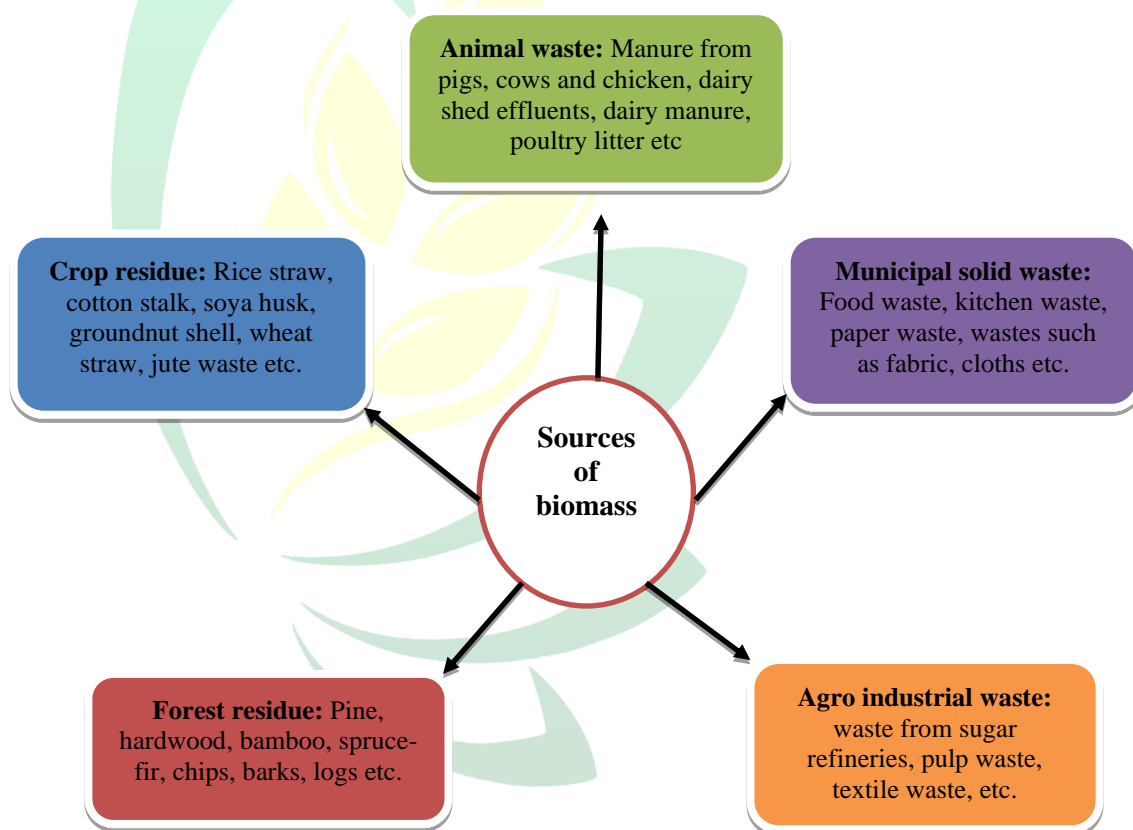 Animal waste: Manure from
pigs, cows and chicken, dairy
shed effluents, dairy manure,
poultry litter etc
Crop residue: Rice straw,
cotton stalk, soya husk,
groundnut shell, wheat
straw, jute waste etc.
Municipal solid waste:
Food waste, kitchen waste,
paper waste, wastes such
as fabric, cloths etc.
Sources
of
biomass
Forest residue: Pine,
hardwood, bamboo, spruce-
fir, chips, barks, logs etc.
Agro industrial waste:
waste from sugar
refineries, pulp waste,
textile waste, etc.